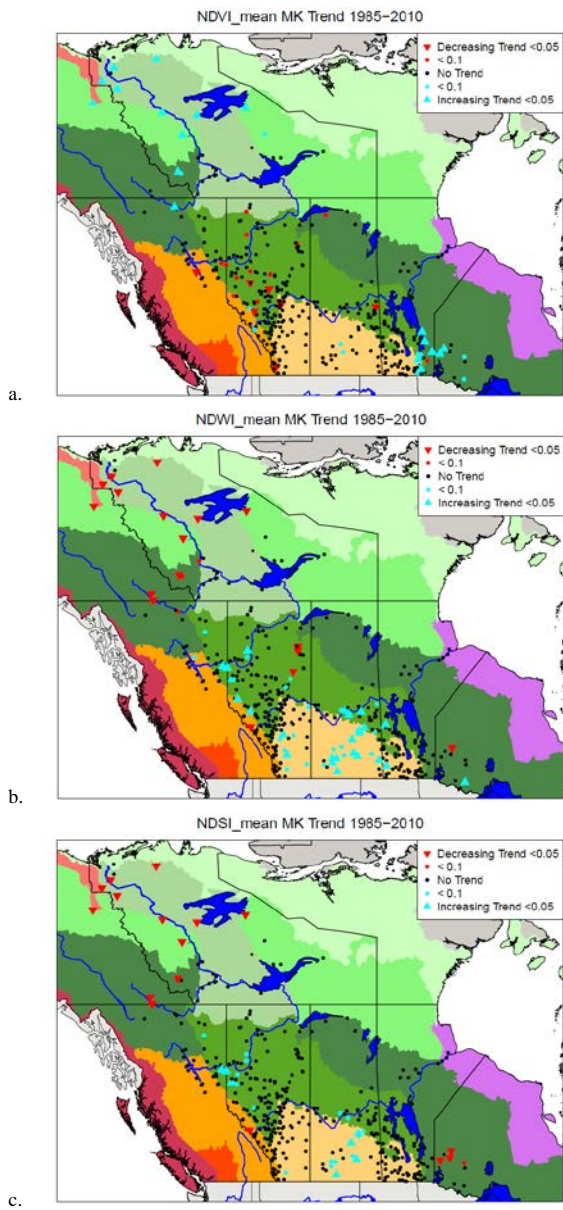 NDVI_mean MK Trend 1985−2010
Decreasing Trend <0.05
< 0.1
No Trend
< 0.1
Increasing Trend <0.05
a.
NDWI_mean MK Trend 1985−2010
Decreasing Trend <0.05
< 0.1
No Trend
< 0.1
Increasing Trend <0.05
b.
NDSI_mean MK Trend 1985−2010
Decreasing Trend <0.05
< 0.1
No Trend
< 0.1
Increasing Trend <0.05
c.